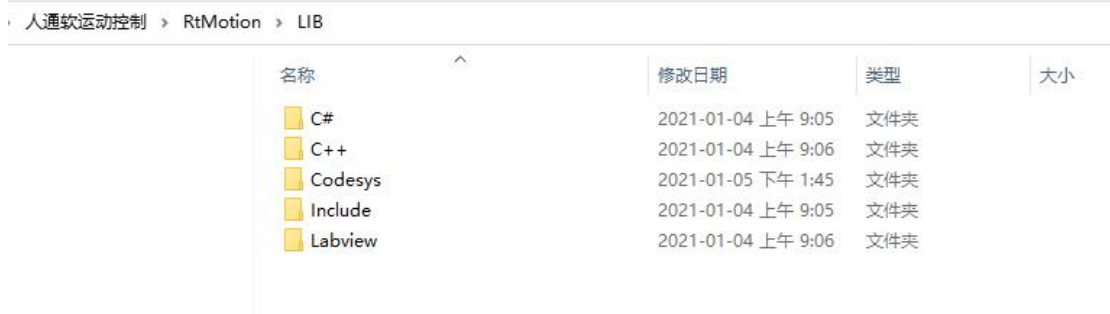 人通软运动控制 › RtMotion › LIB
名称 修改日期 类型 大小
C# 2021-01-04 上午 9:05 文件夹
C++ 2021-01-04 上午 9:06 文件夹
Codesys 2021-01-05 下午 1:45 文件夹
Include 2021-01-04 上午 9:05 文件夹
Labview 2021-01-04 上午 9:06 文件夹